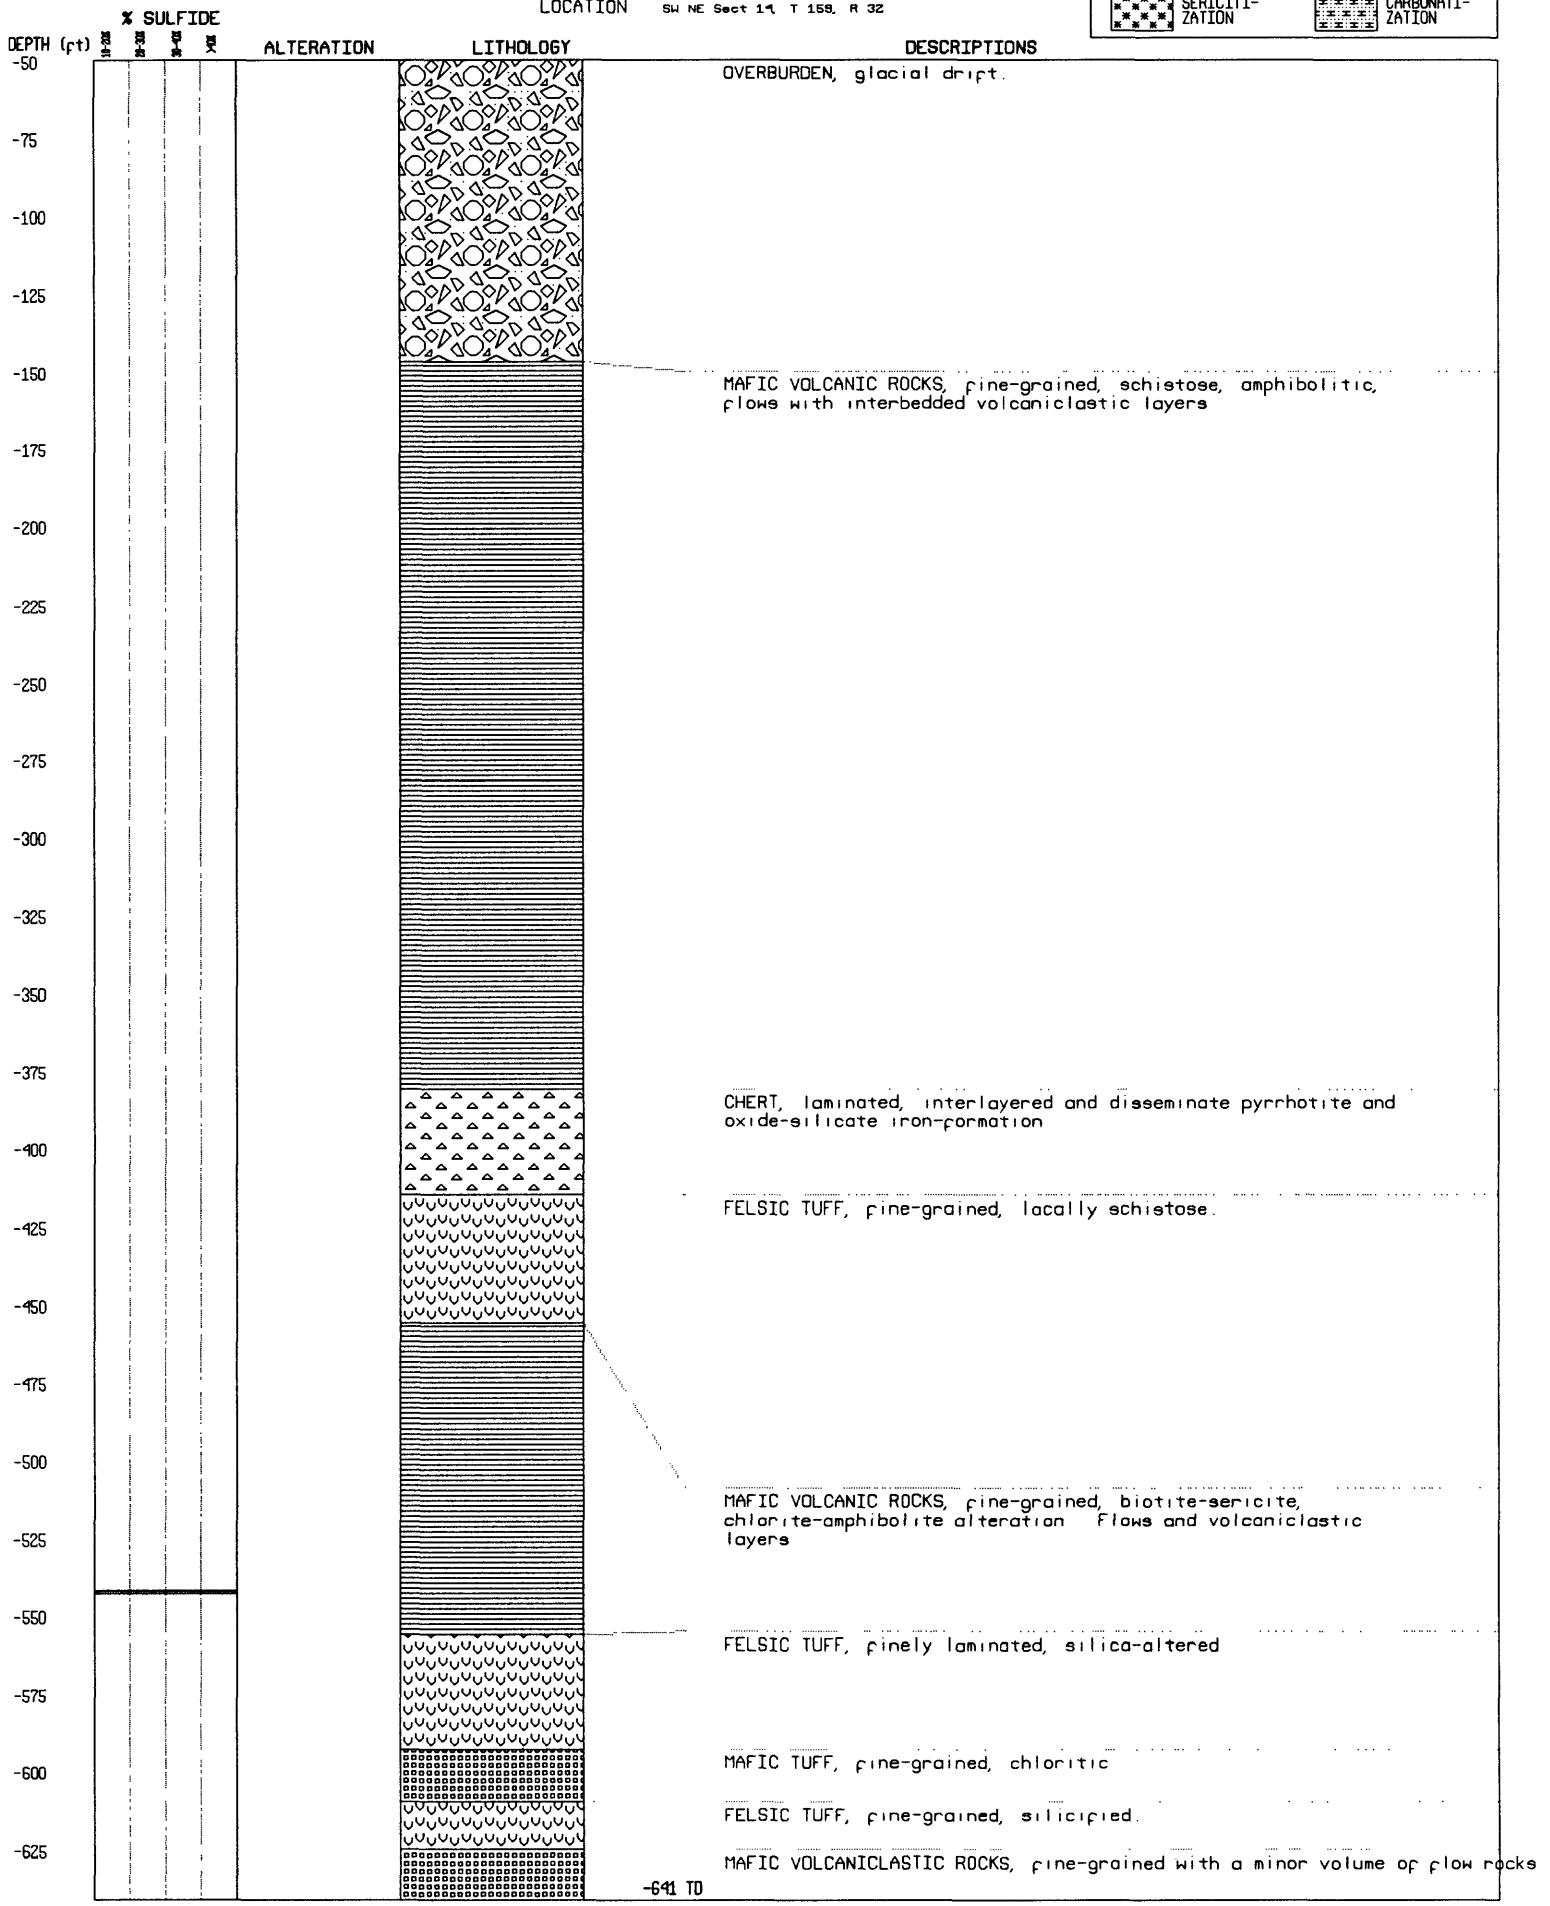 LOCATION SW NE Sect 14, T 159, R 32
SERICITI-
ZATION
CARBONATI-
ZATION
% SULFIDE
DEPTH (ft) ALTERATION LITHOLOGY DESCRIPTIONS
-50
OVERBURDEN, glacial drift.
-75
-100
-125
-150
MAFIC VOLCANIC ROCKS, fine-grained, schistose, amphibolitic,
flows with interbedded volcaniclastic layers
-175
-200
-225
-250
-275
-300
-325
-350
-375
CHERT, laminated, interlayered and disseminate pyrrhotite and
oxide-silicate iron-formation
-400
FELSIC TUFF, fine-grained, locally schistose.
-425
-450
-475
-500
MAFIC VOLCANIC ROCKS, fine-grained, biotite-sericite,
chlorite-amphibolite alteration Flows and volcaniclastic
layers
-525
-550
FELSIC TUFF, finely laminated, silica-altered
-575
MAFIC TUFF, fine-grained, chloritic
-600
FELSIC TUFF, fine-grained, silicified.
-625
MAFIC VOLCANICLASTIC ROCKS, fine-grained with a minor volume of flow rocks
-641 TD